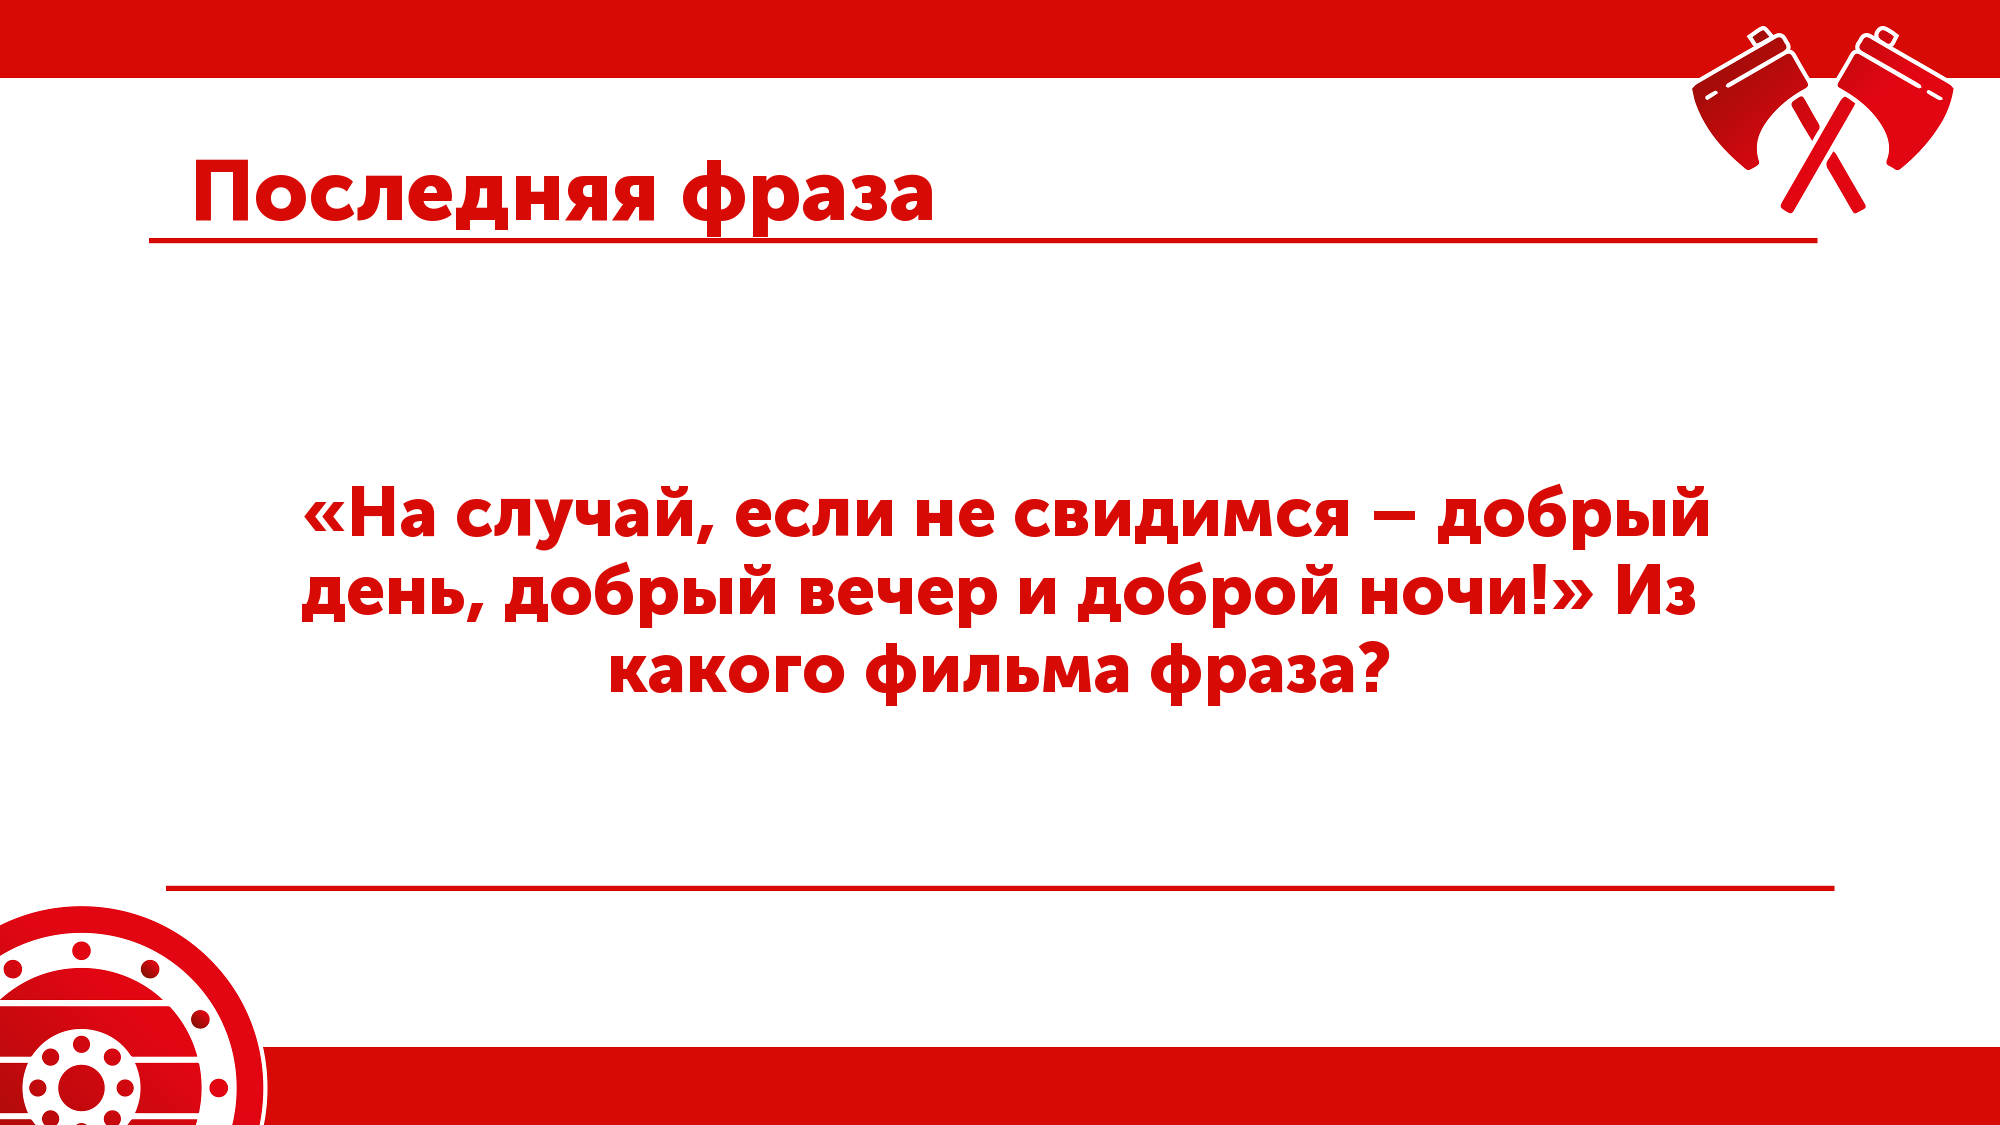 Последняя фраза
«На случай, если не свидимся – добрый
день, добрый вечер и доброй ночи!» Из
какого фильма фраза?